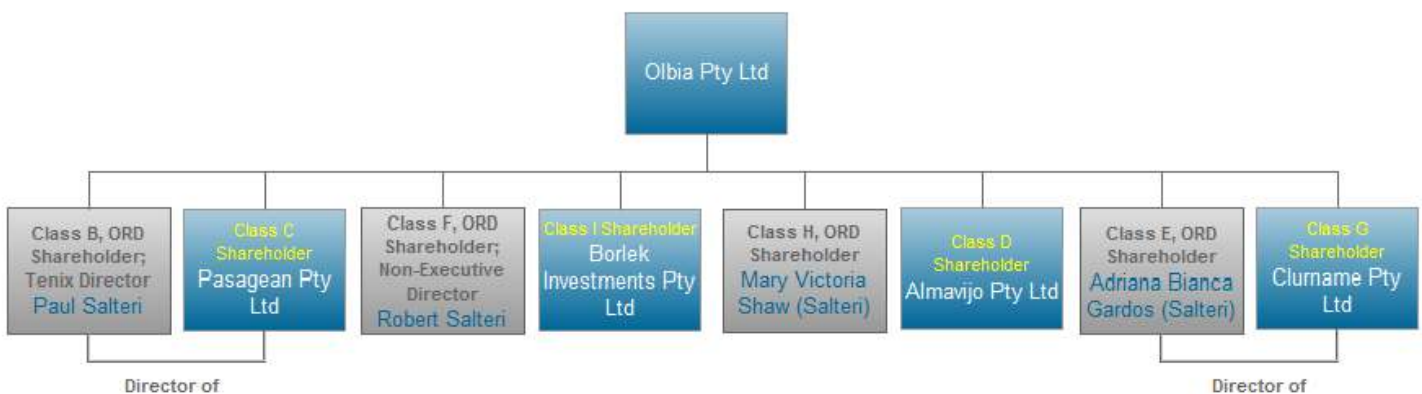 Olbia Pty Ltd
Class B, ORD
Shareholder;
Tenix Director
Paul Salteri
Class C
Shareholder
Pasagean Pty
Ltd
Class F, ORD
Shareholder;
Non-Executive
Director
Robert Salteri
Class I Shareholder
Borlek
Investments Pty
Ltd
Class H, ORD
Shareholder
Mary Victoria
Shaw (Salteri)
Class D
Shareholder
Almavijo Pty Ltd
Class E, ORD
Shareholder
Adriana Bianca
Gardos (Salteri)
Class G
Shareholder
Clurname Pty
Ltd
Director of
Director of